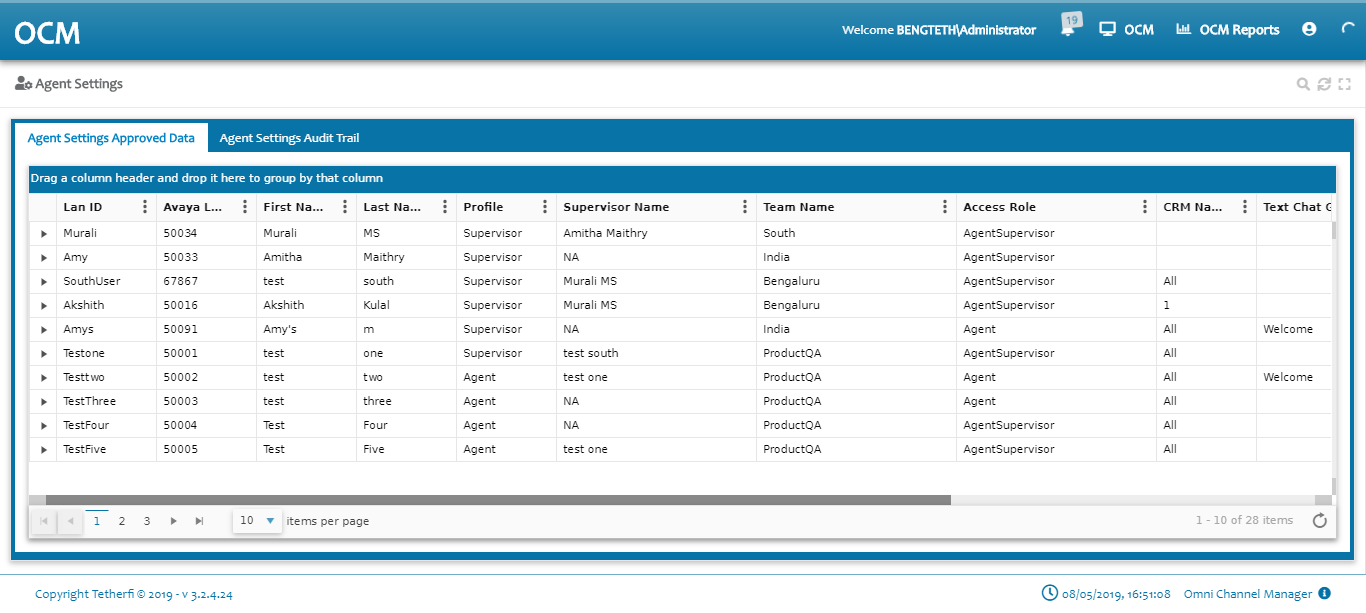 OCM
Welcome BENGTETH\Administrator 19 OCM OCM Reports
Agent Settings
Agent Settings Approved Data Agent Settings Audit Trail
Drag a column header and drop it here to group by that column
Lan ID Avaya L... First Na... Last Na... Profile Supervisor Name Team Name Access Role CRM Na... Text Chat G
Murali 50034 Murali MS Supervisor Amitha Maithry South AgentSupervisor
Amy 50033 Amitha Maithry Supervisor NA India AgentSupervisor
SouthUser 67867 test south Supervisor Murali MS Bengaluru AgentSupervisor All
Akshith 50016 Akshith Kulal Supervisor Murali MS Bengaluru AgentSupervisor 1
Amys 50091 Amy's m Supervisor NA India Agent All Welcome
Testone 50001 test one Supervisor test south ProductQA AgentSupervisor All
Testtwo 50002 test two Agent test one ProductQA Agent All Welcome
TestThree 50003 test three Agent NA ProductQA Agent All
TestFour 50004 Test Four Agent NA ProductQA AgentSupervisor All
TestFive 50005 Test Five Agent test one ProductQA AgentSupervisor All
1 2 3 10 items per page 1 - 10 of 28 items
Copyright Tetherfi © 2019 - v 3.2.4.24 08/05/2019, 16:51:08 Omni Channel Manager